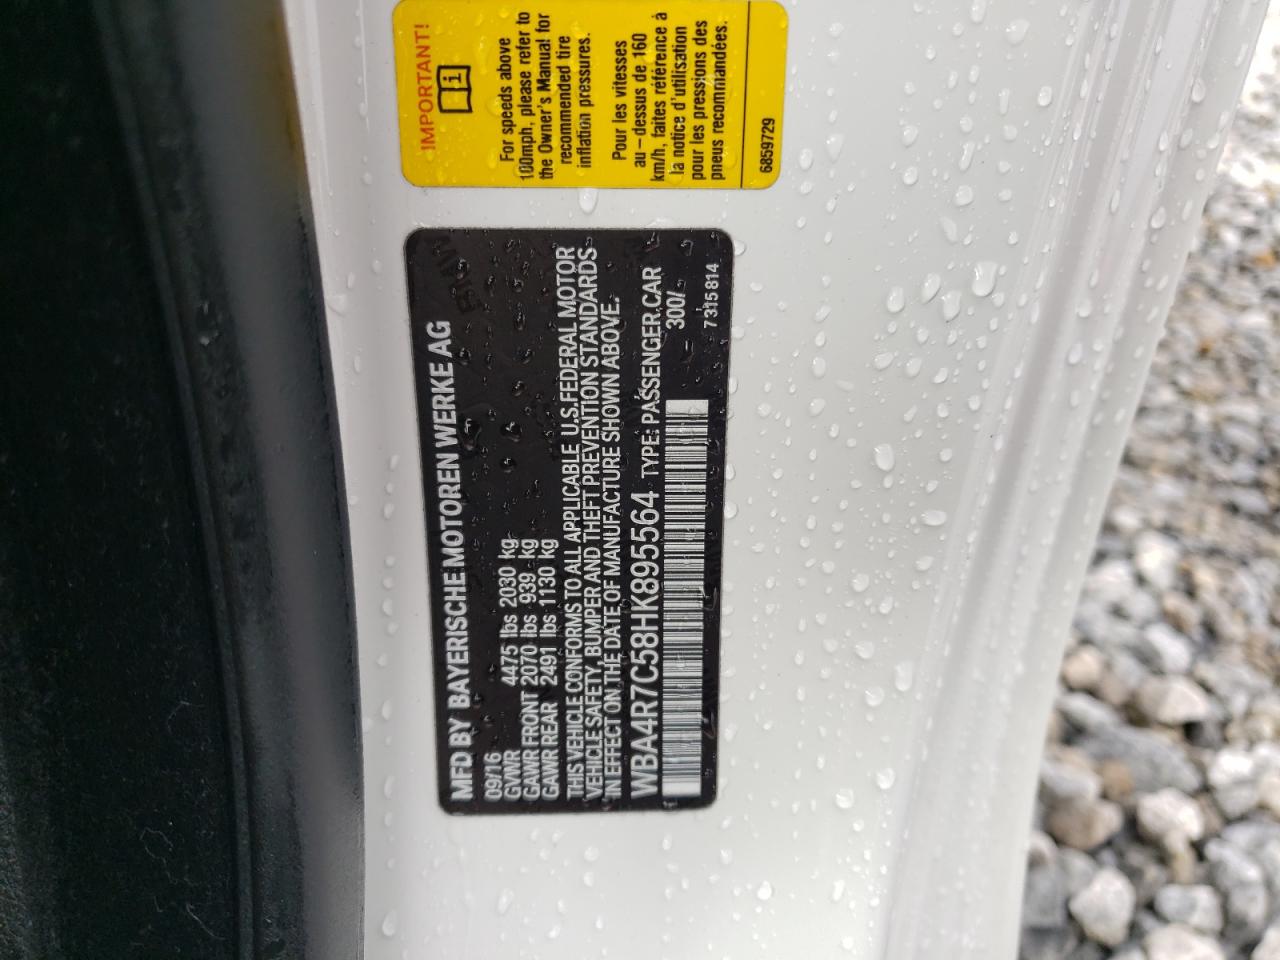 IMPORTANT!
For speeds above
100mph, please refer to
the Owner's Manual for
recommended tire
inflation pressures.
Pour les vitesses
au – dessus de 160
km/h, faites référence à
la notice d'utilisation
pour les pressions des
pneus recommandées.
6859729
MFD BY BAYERISCHE MOTOREN WERKE AG
09/16
GVWR 4475 lbs 2030 kg
GAWR FRONT 2070 lbs 939 kg
GAWR REAR 2491 lbs 1130 kg
THIS VEHICLE CONFORMS TO ALL APPLICABLE U.S.FEDERAL MOTOR
VEHICLE SAFETY, BUMPER AND THEFT PREVENTION STANDARDS
IN EFFECT ON THE DATE OF MANUFACTURE SHOWN ABOVE.
WBA4R7C58HK895564 TYPE: PASSENGER CAR
300/
7315814